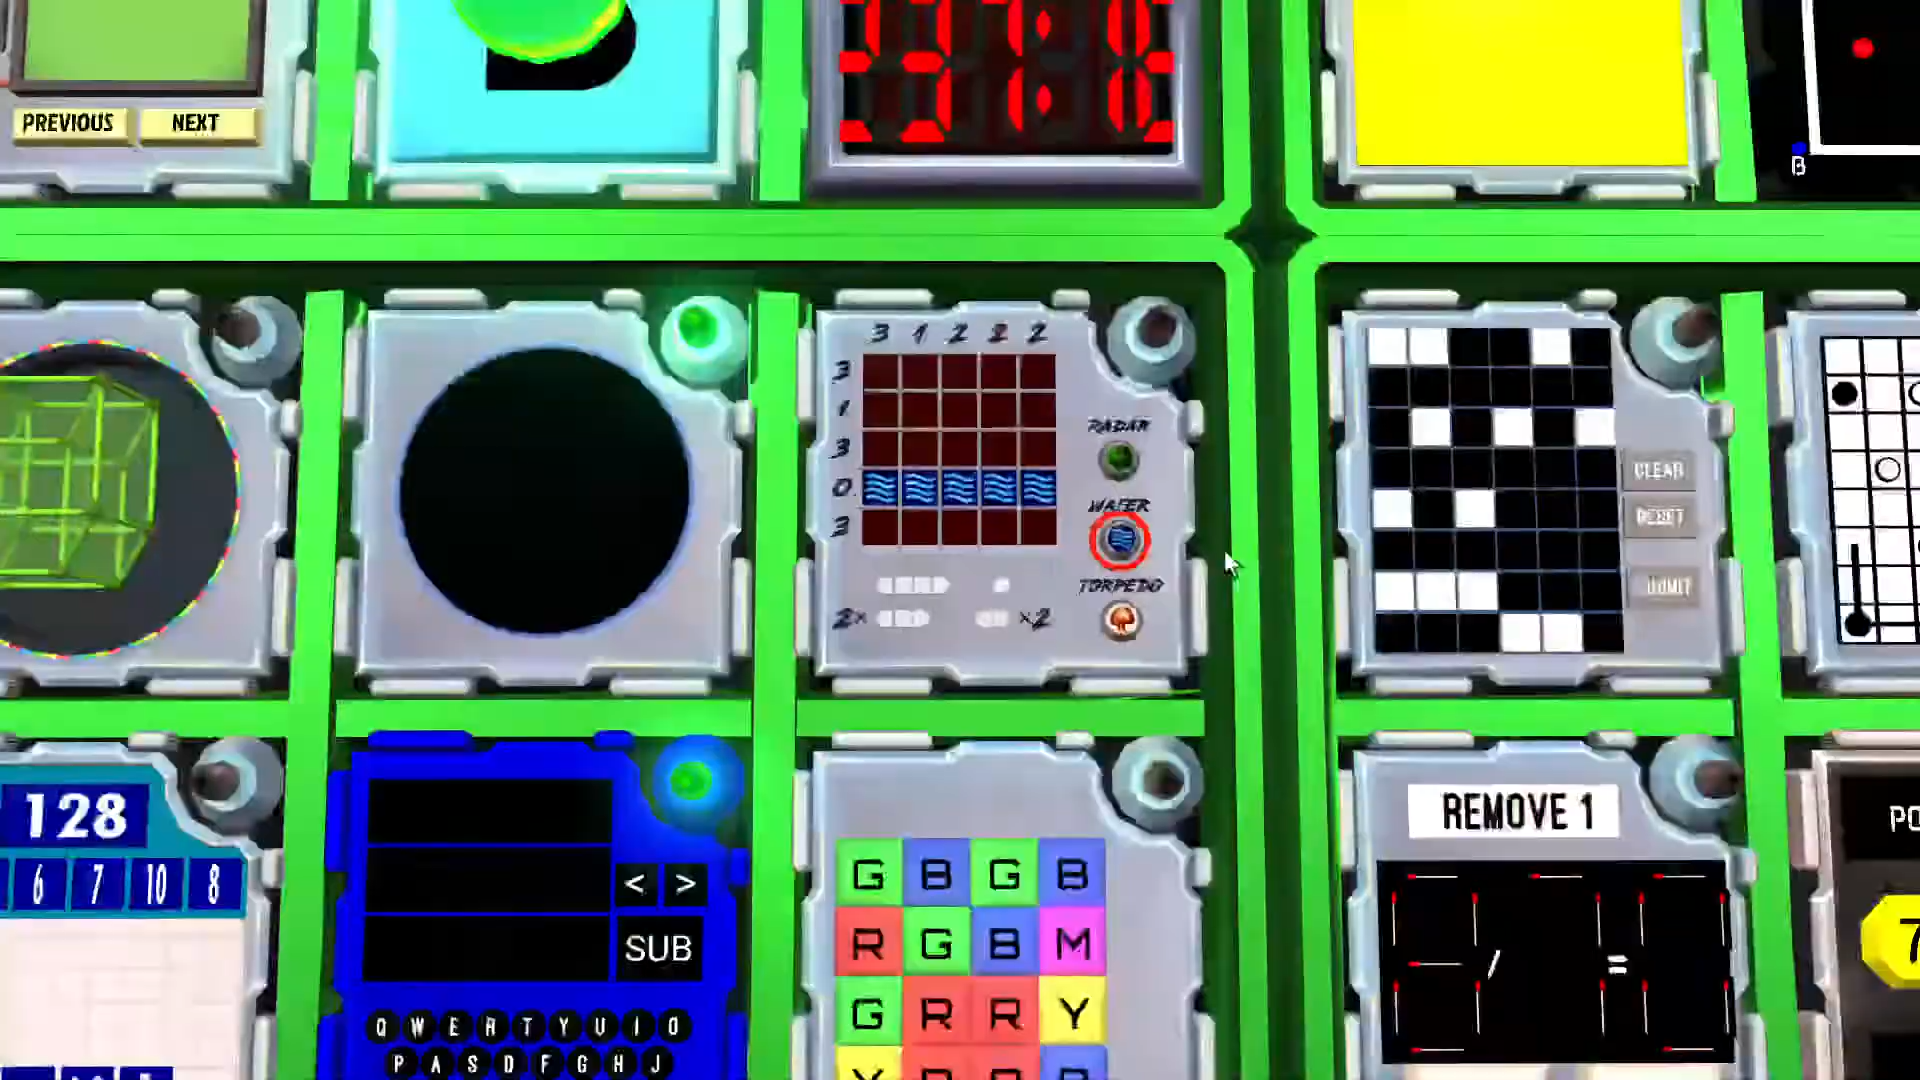 PREVIOUS NEXT
B
3 1 2 2 2
3
1
3
0
3
RADAR
WATER
TORPEDO
2× ×2
CLEAR
RESET
128
6 7 10 8
< >
SUB
Q W E R T Y U I O
P A S D F G H J
G B G B
R G B M
G R R Y
REMOVE 1
/ =
7